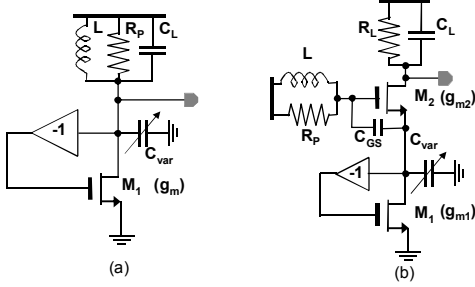 L
R_P
C_L
-1
C_var
M_1 (g_m)
(a)
R_L
C_L
L
R_P
M_2 (g_m2)
C_GS
C_var
-1
M_1 (g_m1)
(b)